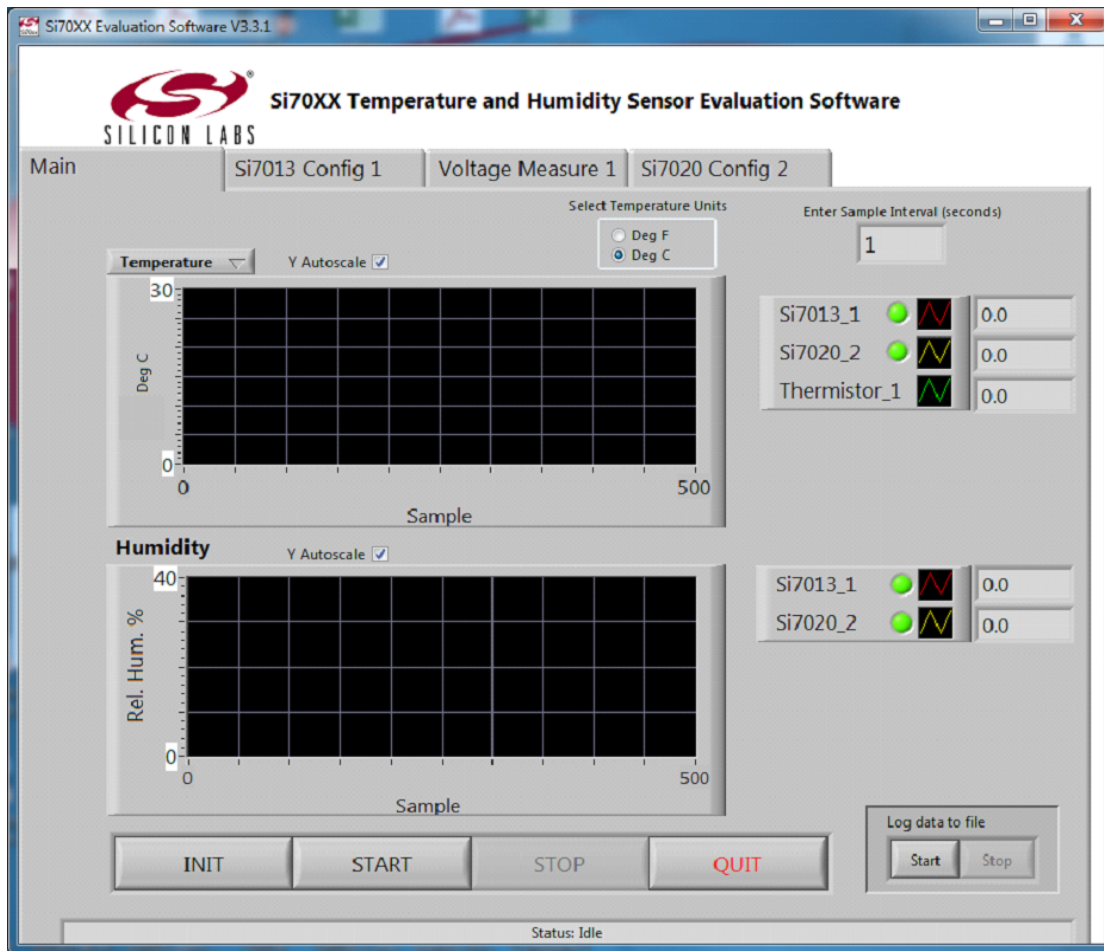 Si70XX Evaluation Software V3.3.1
SILICON LABS®
Si70XX Temperature and Humidity Sensor Evaluation Software
Main
Si7013 Config 1
Voltage Measure 1
Si7020 Config 2
Select Temperature Units
Deg F
Deg C
Enter Sample Interval (seconds)
1
Temperature
Y Autoscale
30
Deg C
0
0
500
Sample
Si7013_1
0.0
Si7020_2
0.0
Thermistor_1
0.0
Humidity
Y Autoscale
40
Rel. Hum. %
0
0
500
Sample
Si7013_1
0.0
Si7020_2
0.0
INIT
START
STOP
QUIT
Log data to file
Start
Stop
Status: Idle